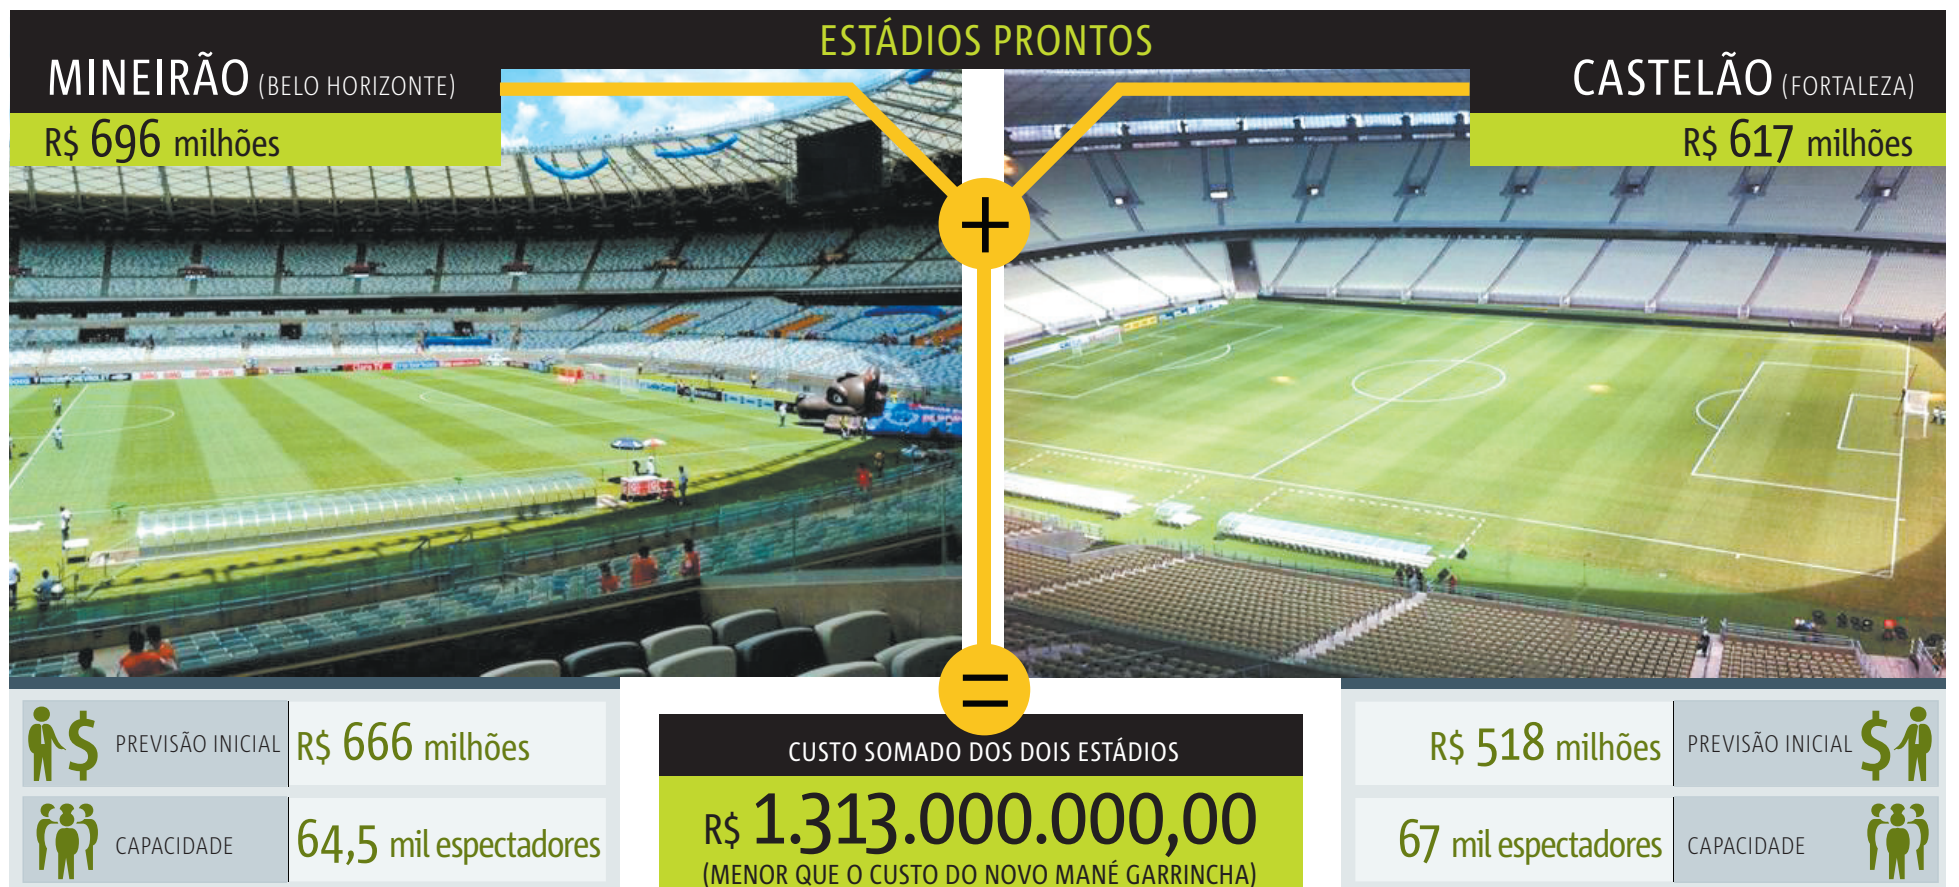 ESTÁDIOS PRONTOS
MINEIRÃO (BELO HORIZONTE)
R$ 696 milhões
CASTELÃO (FORTALEZA)
R$ 617 milhões
+
=
PREVISÃO INICIAL R$ 666 milhões
CAPACIDADE 64,5 mil espectadores
CUSTO SOMADO DOS DOIS ESTÁDIOS
R$ 1.313.000.000,00
(MENOR QUE O CUSTO DO NOVO MANÉ GARRINCHA)
R$ 518 milhões PREVISÃO INICIAL
67 mil espectadores CAPACIDADE